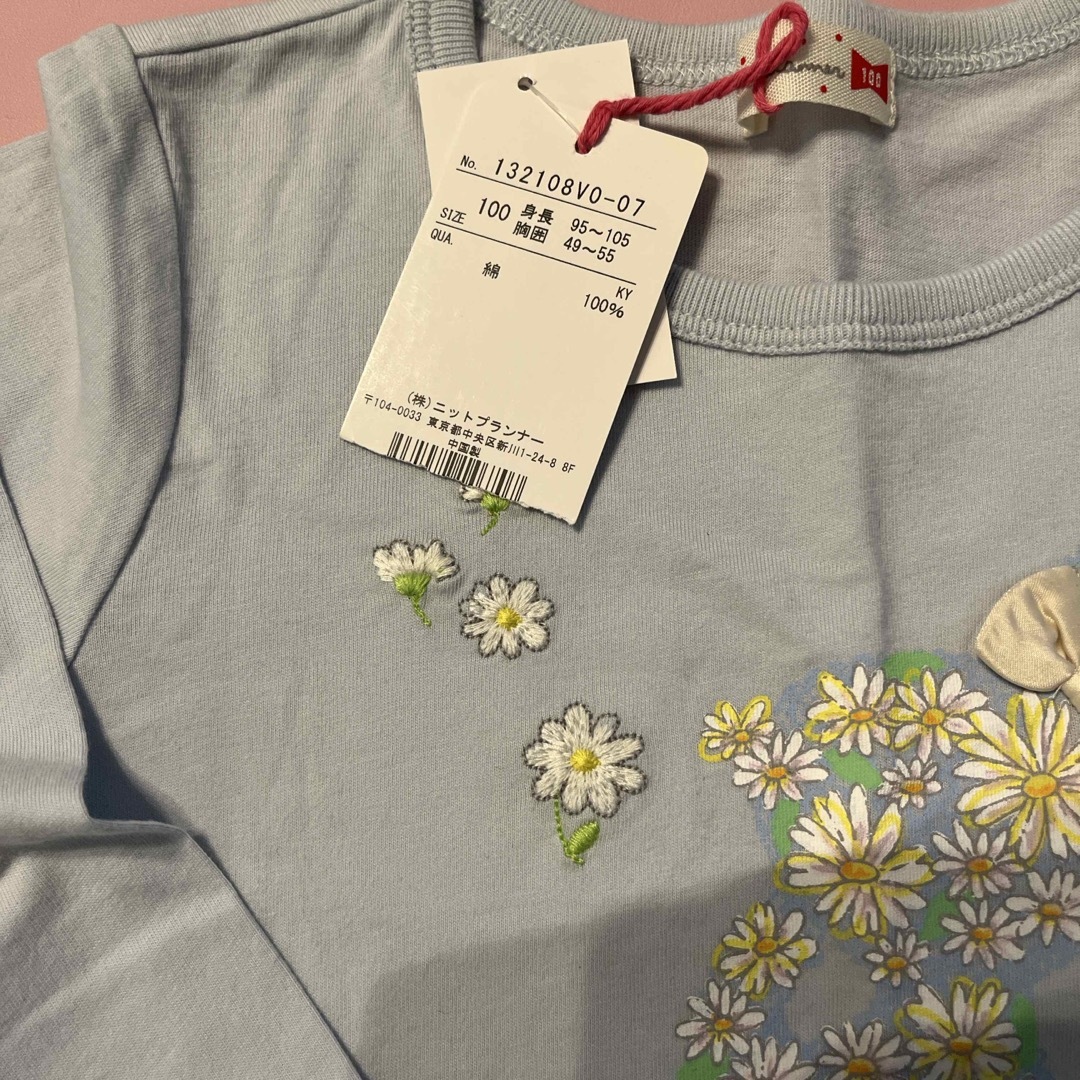 No. 132108V0-07
SIZE 100 身長 95～105
胸囲 49～55
QUA. KY
綿 100%
(株)ニットプランナー
〒104-0033 東京都中央区新川1-24-8 8F
中国製
100